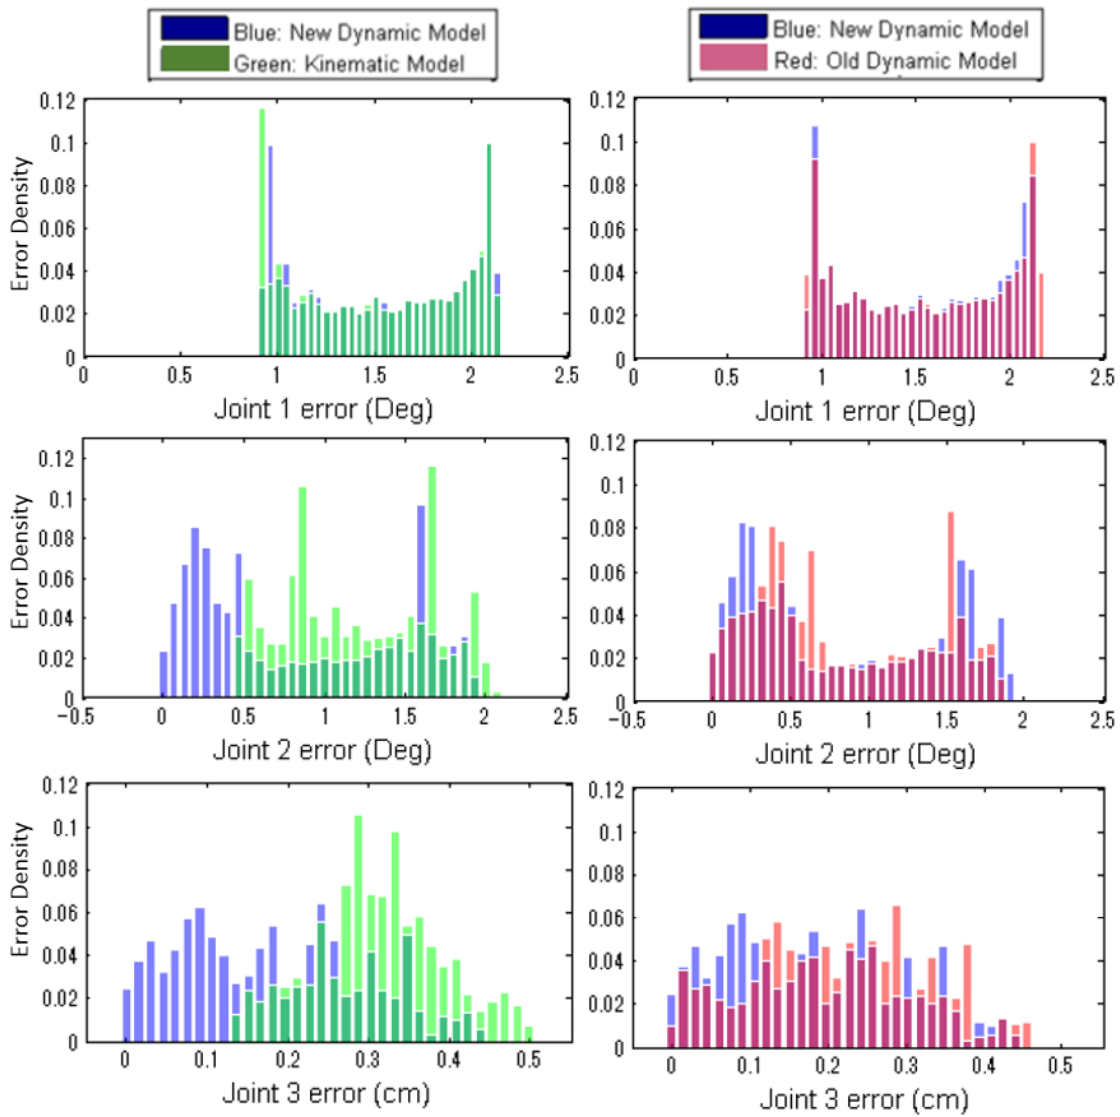 Blue: New Dynamic Model
Green: Kinematic Model
Blue: New Dynamic Model
Red: Old Dynamic Model
Error Density
0.12
0.1
0.08
0.06
0.04
0.02
0
0 0.5 1 1.5 2 2.5
Joint 1 error (Deg)
0.12
0.1
0.08
0.06
0.04
0.02
0
0 0.5 1 1.5 2 2.5
Joint 1 error (Deg)
Error Density
0.12
0.1
0.08
0.06
0.04
0.02
0
-0.5 0 0.5 1 1.5 2 2.5
Joint 2 error (Deg)
0.12
0.1
0.08
0.06
0.04
0.02
0
-0.5 0 0.5 1 1.5 2 2.5
Joint 2 error (Deg)
Error Density
0.12
0.1
0.08
0.06
0.04
0.02
0
0 0.1 0.2 0.3 0.4 0.5
Joint 3 error (cm)
0.12
0.1
0.08
0.06
0.04
0.02
0
0 0.1 0.2 0.3 0.4 0.5
Joint 3 error (cm)